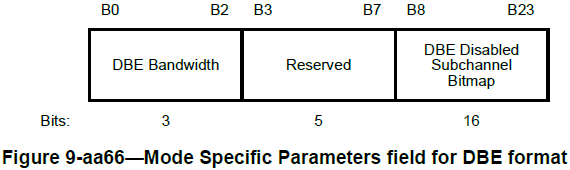 B0 B2 B3 B7 B8 B23
DBE Bandwidth
Reserved
DBE Disabled
Subchannel
Bitmap
Bits: 3 5 16
Figure 9-aa66—Mode Specific Parameters field for DBE format